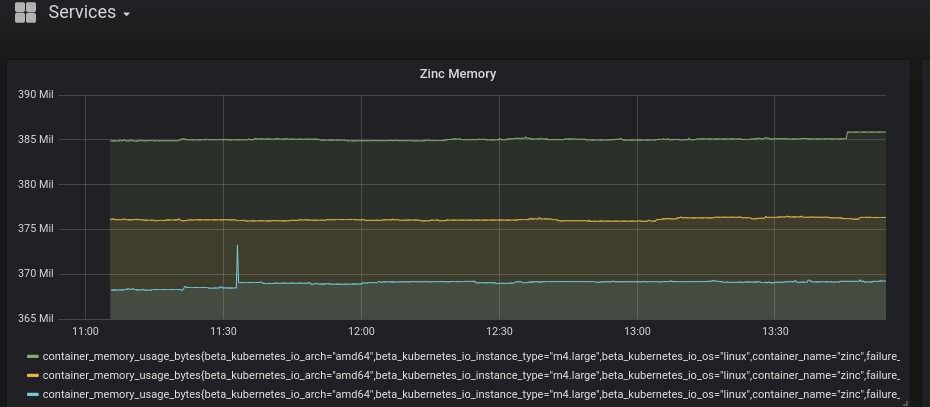 Services
Zinc Memory
390 Mil
385 Mil
380 Mil
375 Mil
370 Mil
365 Mil
11:00 11:30 12:00 12:30 13:00 13:30
container_memory_usage_bytes{beta_kubernetes_io_arch="amd64",beta_kubernetes_io_instance_type="m4.large",beta_kubernetes_io_os="linux",container_name="zinc",failure_
container_memory_usage_bytes{beta_kubernetes_io_arch="amd64",beta_kubernetes_io_instance_type="m4.large",beta_kubernetes_io_os="linux",container_name="zinc",failure_
container_memory_usage_bytes{beta_kubernetes_io_arch="amd64",beta_kubernetes_io_instance_type="m4.large",beta_kubernetes_io_os="linux",container_name="zinc",failure_